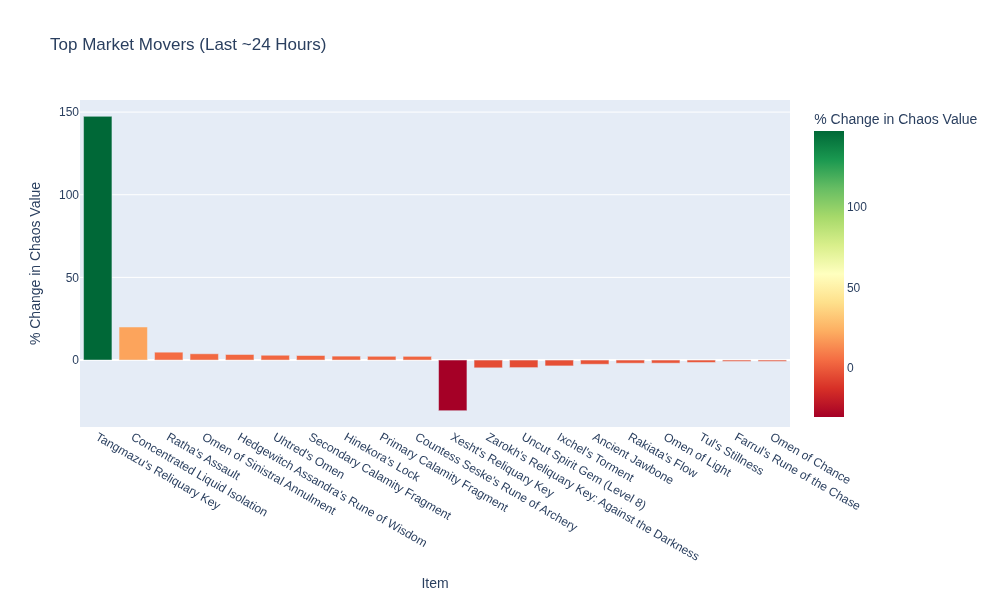 Top Market Movers (Last ~24 Hours)
% Change in Chaos Value
150
100
50
0
% Change in Chaos Value
100
50
0
Tangmazu's Reliquary Key
Concentrated Liquid Isolation
Ratha's Assault
Omen of Sinistral Annulment
Hedgewitch Assandra's Rune of Wisdom
Uhtred's Omen
Secondary Calamity Fragment
Hinekora's Lock
Primary Calamity Fragment
Countess Seske's Rune of Archery
Xesht's Reliquary Key
Zarokh's Reliquary Key: Against the Darkness
Uncut Spirit Gem (Level 8)
Ixchel's Torment
Ancient Jawbone
Rakiata's Flow
Omen of Light
Tul's Stillness
Farrul's Rune of the Chase
Omen of Chance
Item